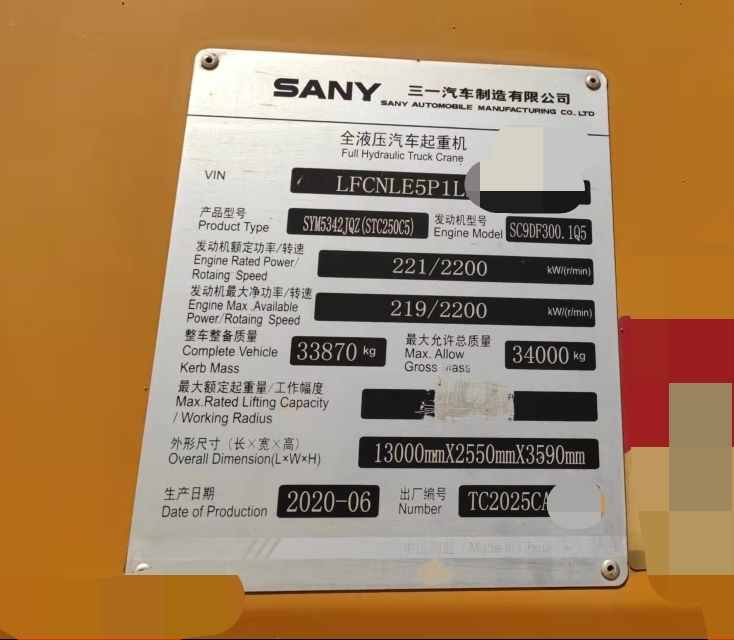 SANY 三一汽车制造有限公司
SANY AUTOMOBILE MANUFACTURING CO., LTD
全液压汽车起重机
Full Hydraulic Truck Crane
VIN LFCNLE5P1L
产品型号 SYM5342JQZ(STC250C5) 发动机型号 SC9DF300.1Q5
Product Type Engine Model
发动机额定功率/转速
Engine Rated Power/ 221/2200 kW/(r/min)
Rotaing Speed
发动机最大净功率/转速
Engine Max .Available 219/2200 kW/(r/min)
Power/Rotaing Speed
整车整备质量 最大允许总质量
Complete Vehicle 33870 kg Max. Allow 34000 kg
Kerb Mass Gross Mass
最大额定起重量/工作幅度
Max.Rated Lifting Capacity
/ Working Radius
外形尺寸（长×宽×高） 13000mmX2550mmX3590mm
Overall Dimension(L×W×H)
生产日期 2020-06 出厂编号 TC2025CA
Date of Production Number
中国制造 / Made in China